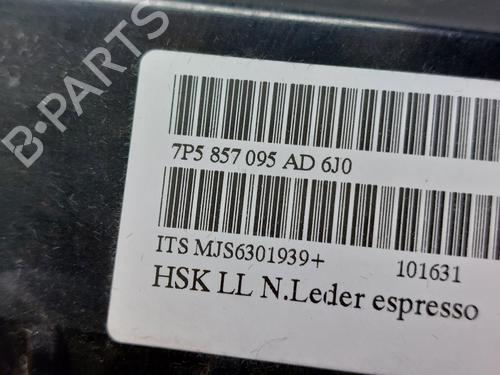 B-PARTS
7P5 857 095 AD 6J0
ITS MJS6301939+ 101631
HSK LL N.Leder espresso